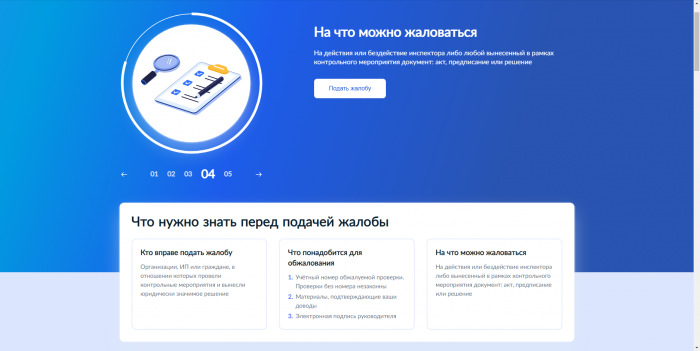 На что можно жаловаться
На действия или бездействие инспектора либо любой вынесенный в рамках
контрольного мероприятия документ: акт, предписание или решение
Подать жалобу
← 01 02 03 04 05 →
Что нужно знать перед подачей жалобы
Кто вправе подать жалобу
Организации, ИП или граждане, в
отношении которых провели
контрольные мероприятия и вынесли
юридически значимое решение
Что понадобится для
обжалования
1. Учётный номер обжалуемой проверки.
Проверки без номера незаконны
2. Материалы, подтверждающие ваши
доводы
3. Электронная подпись руководителя
На что можно жаловаться
На действия или бездействие инспектора
либо любой вынесенный в рамках контрольного
мероприятия документ: акт, предписание
или решение